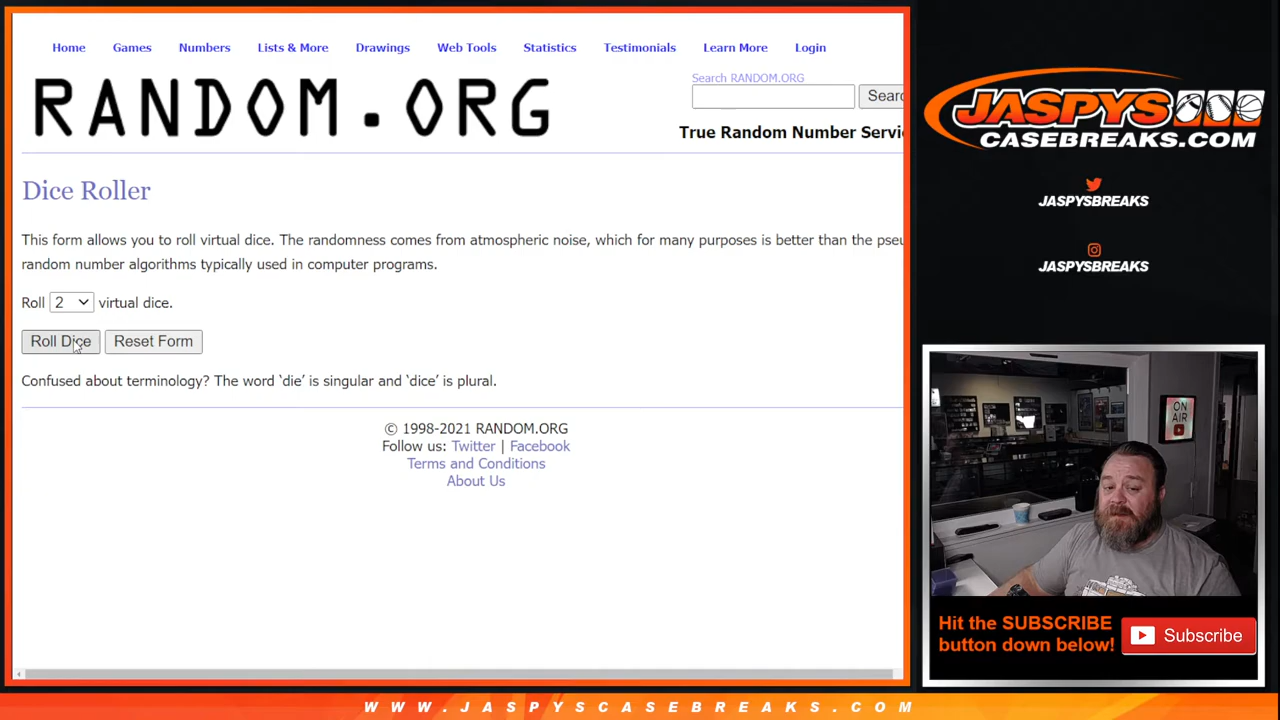 Home Games Numbers Lists & More Drawings Web Tools Statistics Testimonials Learn More Login
RANDOM.ORG
Search RANDOM.ORG
Searc
True Random Number Servi
Dice Roller
This form allows you to roll virtual dice. The randomness comes from atmospheric noise, which for many purposes is better than the pseu
random number algorithms typically used in computer programs.
Roll 2 virtual dice.
Roll Dice Reset Form
Confused about terminology? The word ‘die’ is singular and ‘dice’ is plural.
© 1998-2021 RANDOM.ORG
Follow us: Twitter | Facebook
Terms and Conditions
About Us
JASPYS
CASEBREAKS.COM
JASPYSBREAKS
JASPYSBREAKS
ON
AIR
Hit the SUBSCRIBE
button down below!
Subscribe
WWW.JASPYSCASEBREAKS.COM